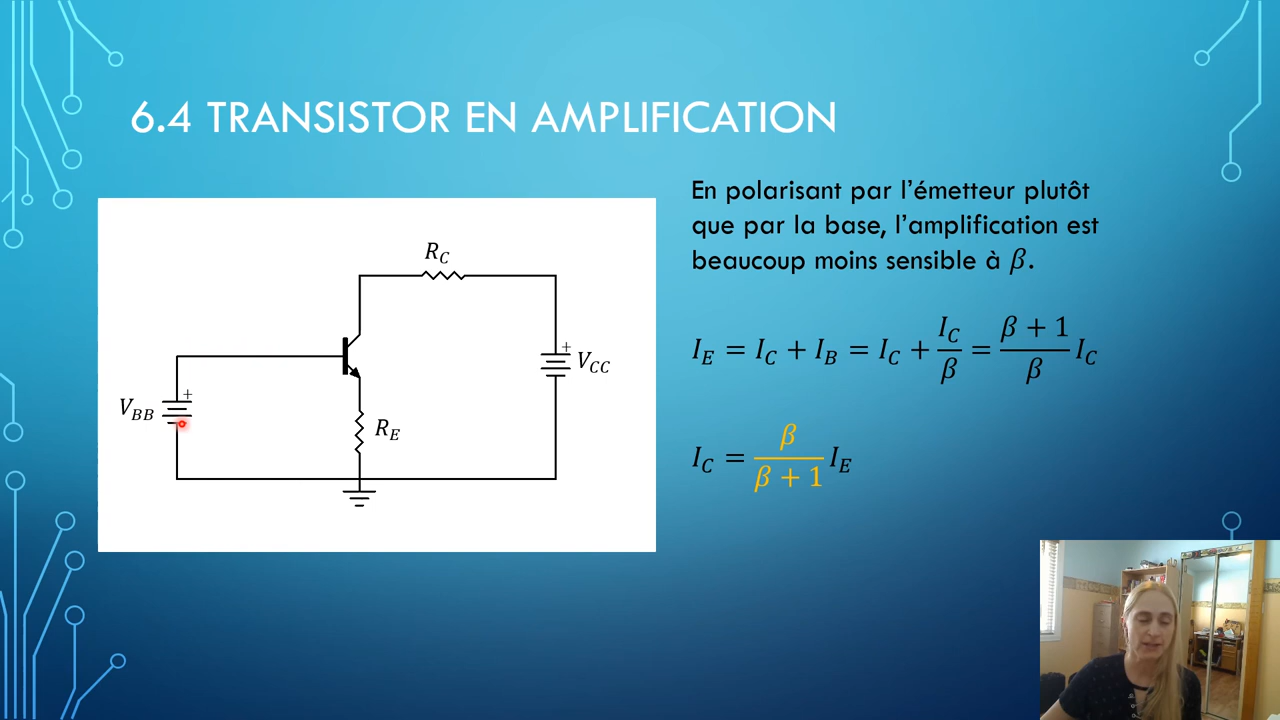 6.4 TRANSISTOR EN AMPLIFICATION
En polarisant par l’émetteur plutôt
que par la base, l’amplification est
beaucoup moins sensible à β.
R_C
+
V_CC
+
V_BB
R_E
I_E = I_C + I_B = I_C + I_C/β = (β + 1)/β I_C
I_C = β/(β + 1) I_E